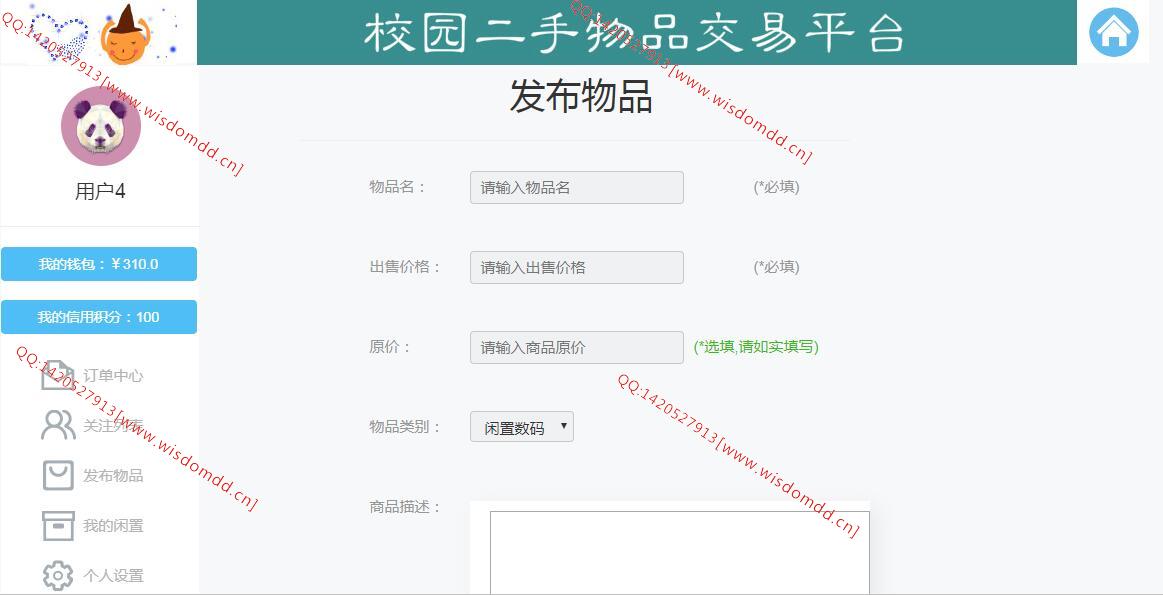 校园二手物品交易平台
用户4
我的钱包：￥310.0
我的信用积分：100
订单中心
关注列表
发布物品
我的闲置
个人设置
发布物品
物品名： 请输入物品名 (*必填)
出售价格： 请输入出售价格 (*必填)
原价： 请输入商品原价 (*选填,请如实填写)
物品类别： 闲置数码
商品描述：
QQ:1420527913[www.wisdomdd.cn]
QQ:1420527913[www.wisdomdd.cn]
QQ:1420527913[www.wisdomdd.cn]
QQ:1420527913[www.wisdomdd.cn]